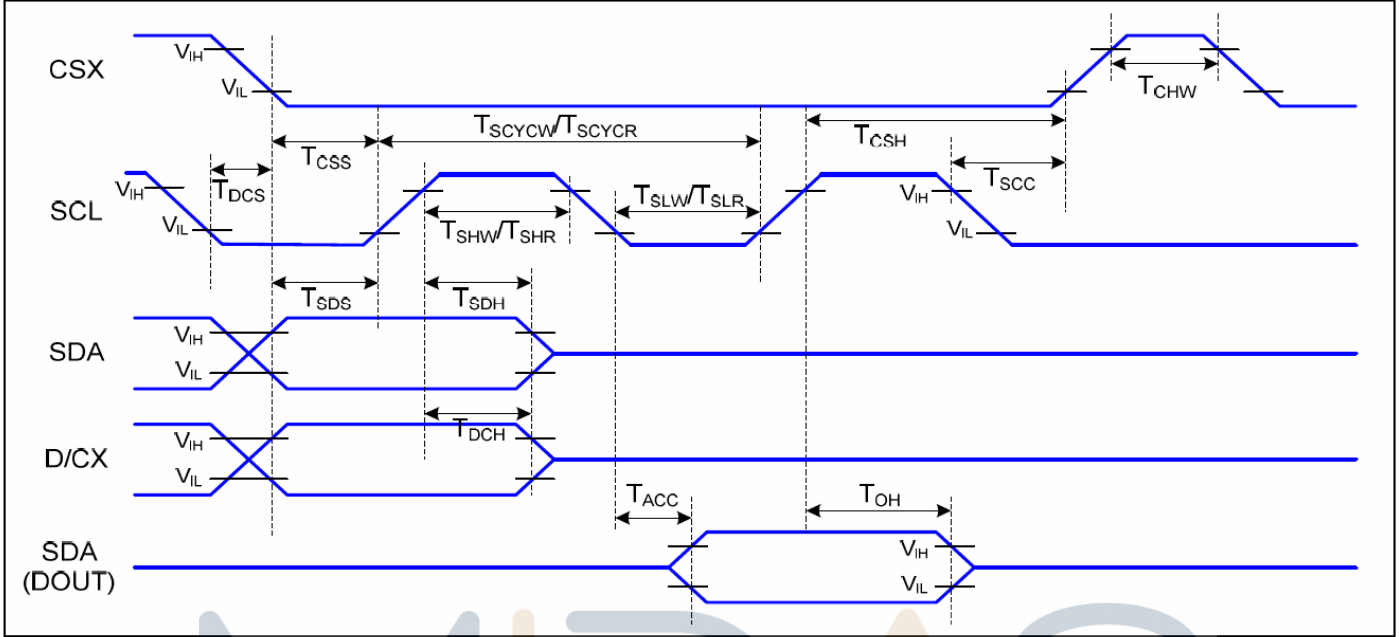 CSX
VIH
VIL
TCHW
TSCYCW/TSCYCR
TCSH
TCSS
TSCC
SCL
VIH
VIL
TDCS
TSHW/TSHR
TSLW/TSLR
VIH
VIL
TSDS
TSDH
SDA
VIH
VIL
TDCH
D/CX
VIH
VIL
TACC
TOH
SDA
(DOUT)
VIH
VIL